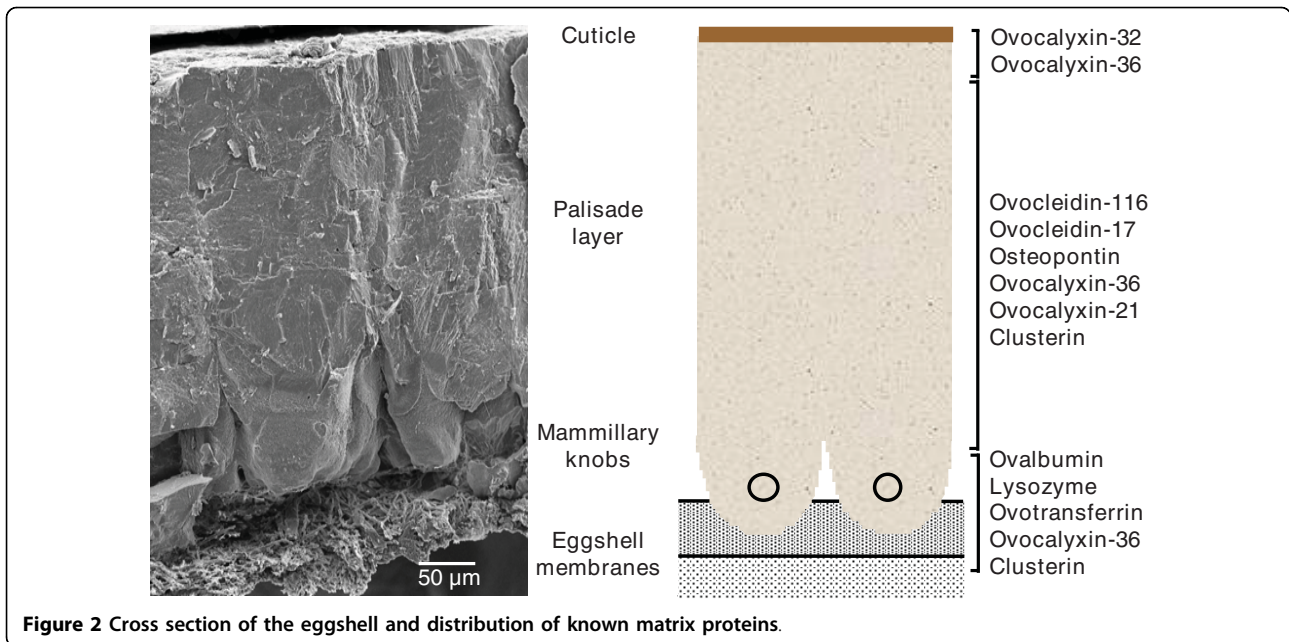 Cuticle
Palisade
layer
Mammillary
knobs
Eggshell
membranes
50 µm
Ovocalyxin-32
Ovocalyxin-36
Ovocleidin-116
Ovocleidin-17
Osteopontin
Ovocalyxin-36
Ovocalyxin-21
Clusterin
Ovalbumin
Lysozyme
Ovotransferrin
Ovocalyxin-36
Clusterin
Figure 2 Cross section of the eggshell and distribution of known matrix proteins.